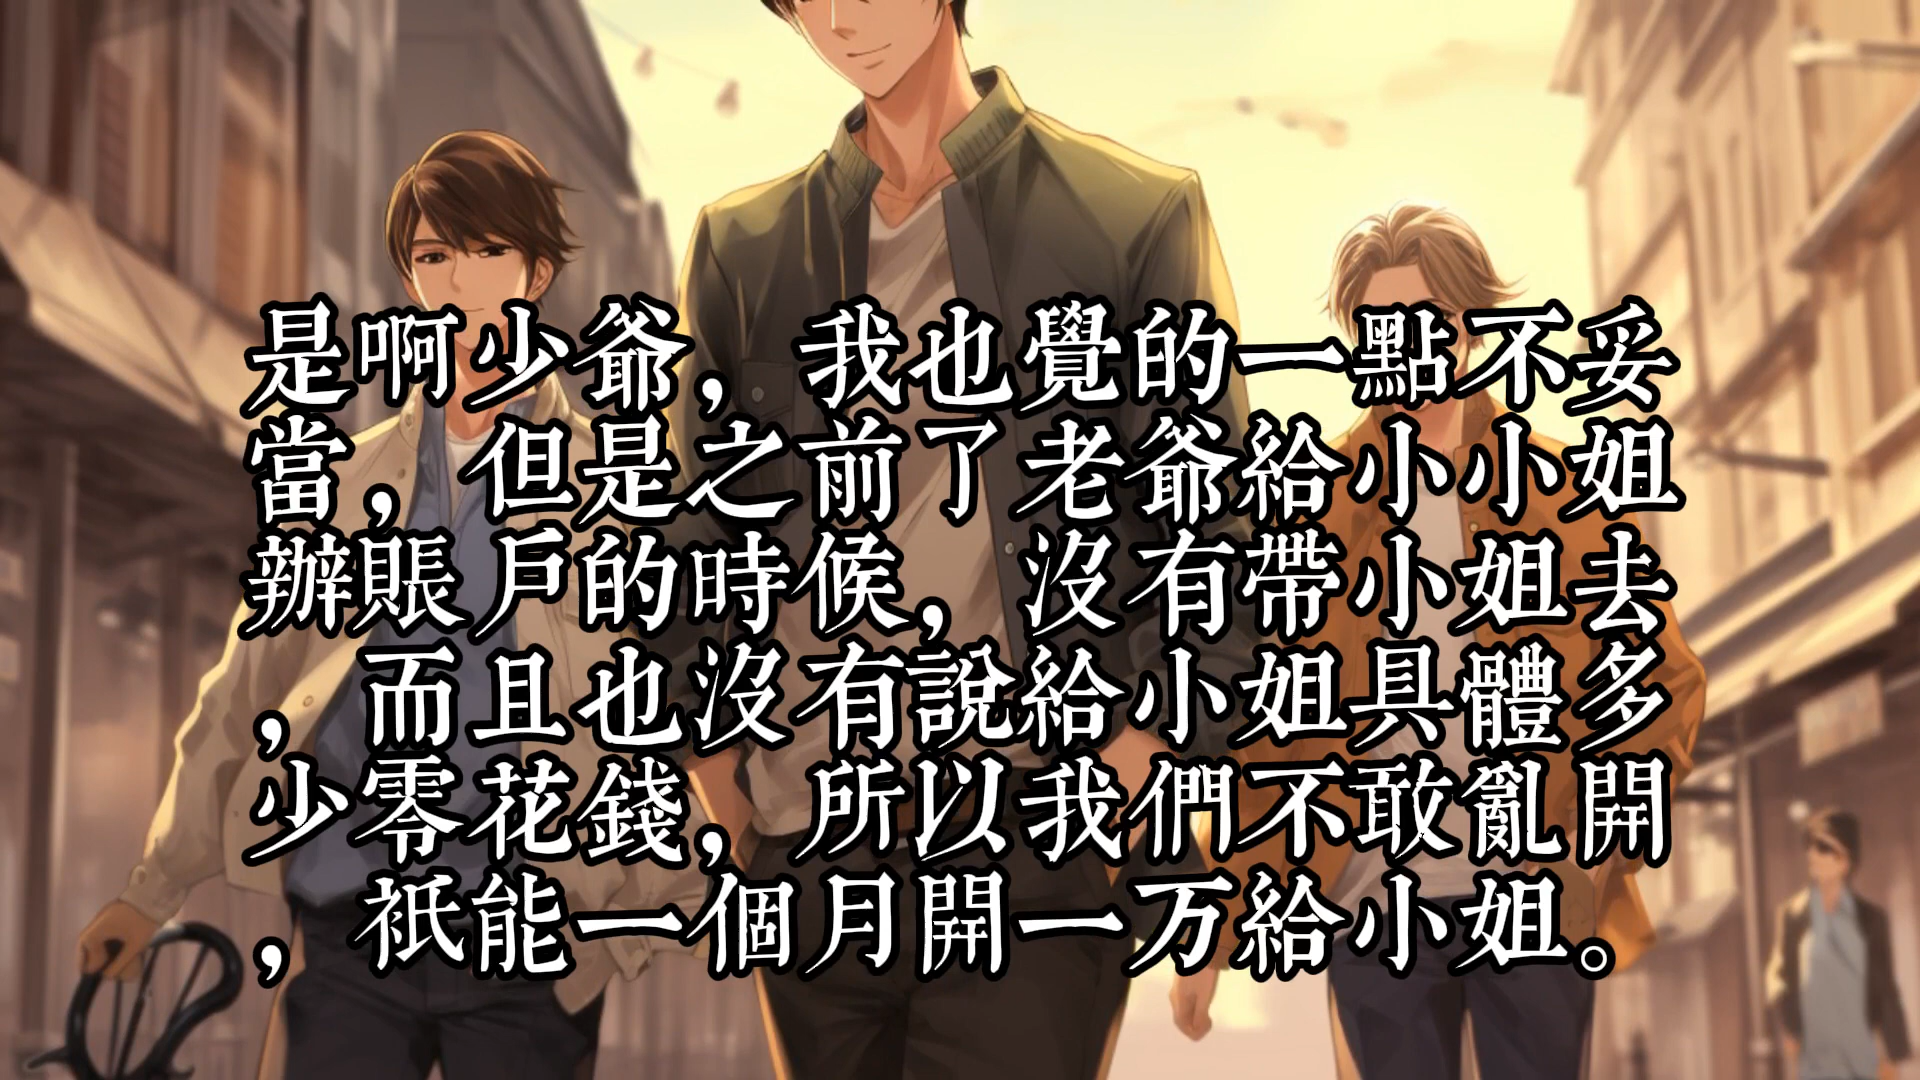 是啊少爺，我也覺的一點不妥
當，但是之前了老爺給小小姐
辦賬戶的時候，沒有帶小姐去
，而且也沒有說給小姐具體多
少零花錢，所以我們不敢亂開
，衹能一個月開一万給小姐。